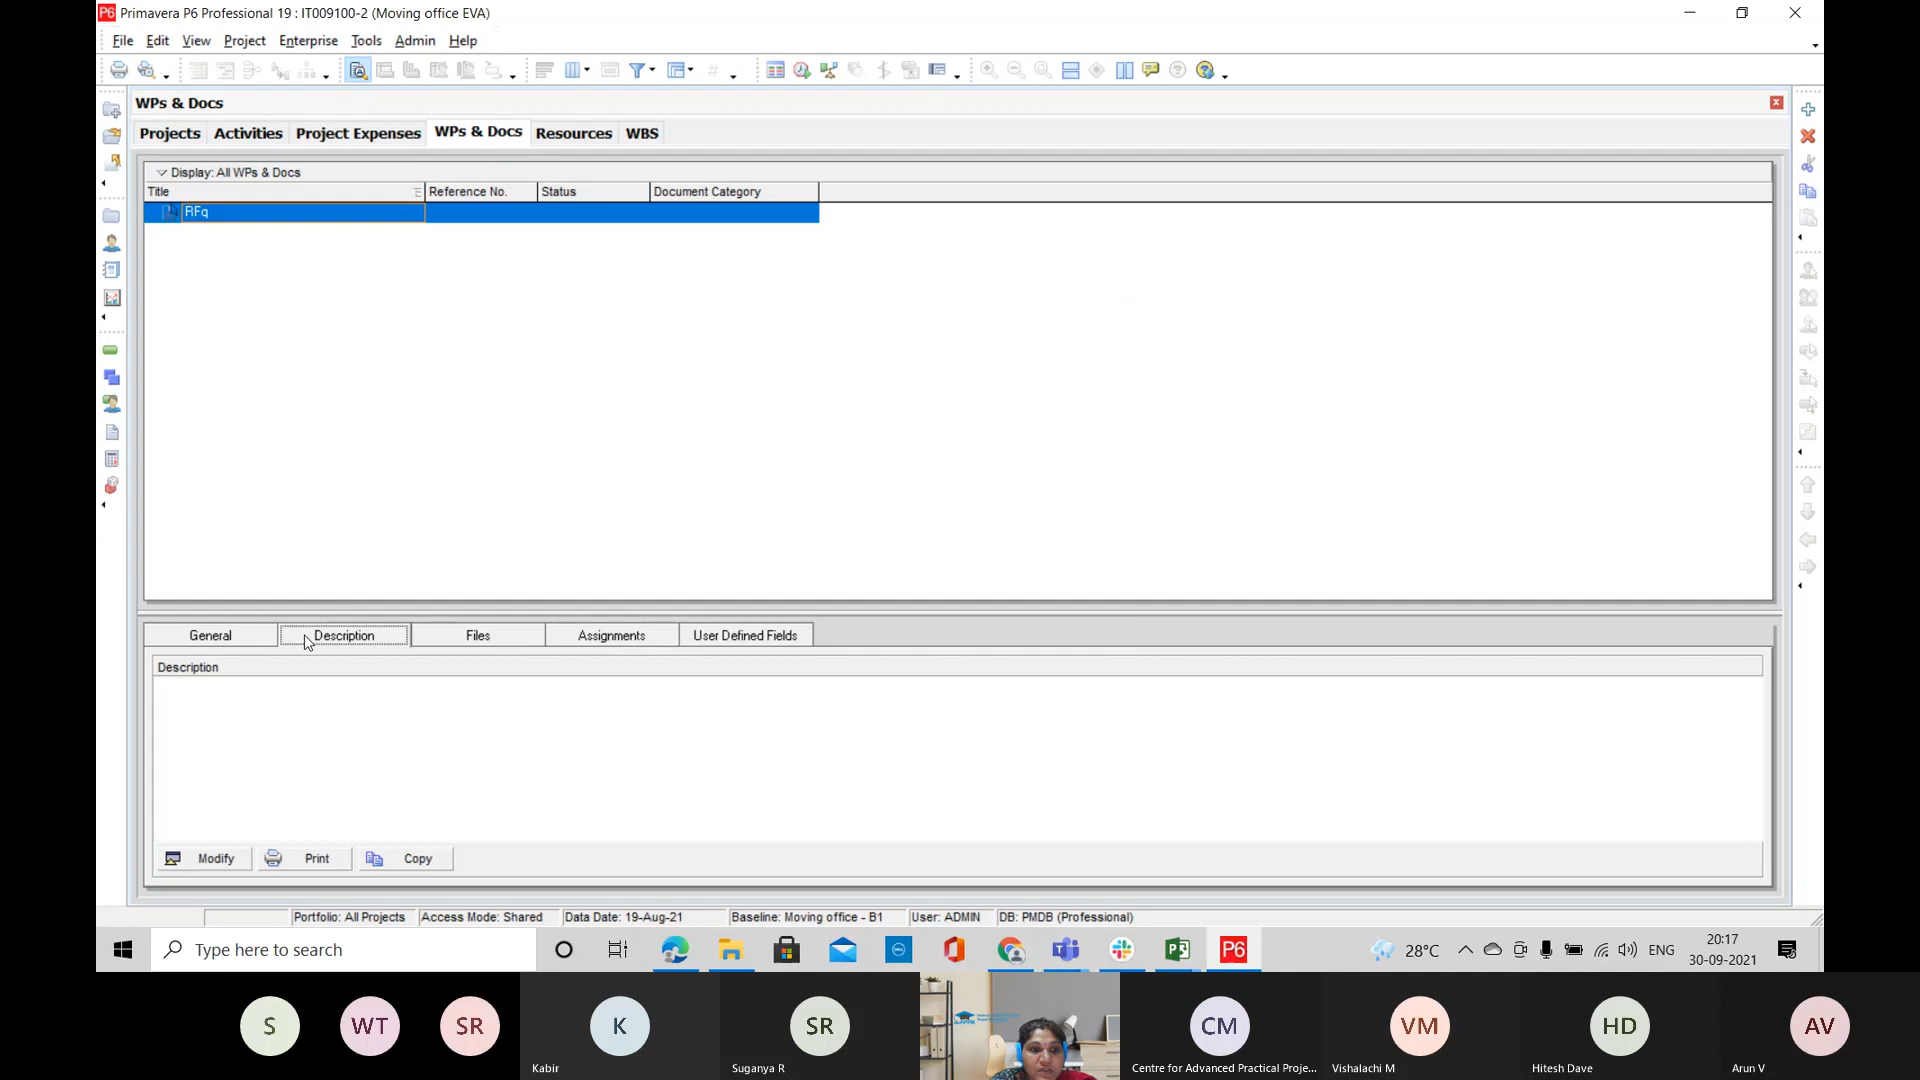 P6 Primavera P6 Professional 19 : IT009100-2 (Moving office EVA)
File Edit View Project Enterprise Tools Admin Help
WPs & Docs
Projects Activities Project Expenses WPs & Docs Resources WBS
Display: All WPs & Docs
Title Reference No. Status Document Category
RFq
General Description Files Assignments User Defined Fields
Description
Modify Print Copy
Portfolio: All Projects Access Mode: Shared Data Date: 19-Aug-21 Baseline: Moving office - B1 User: ADMIN DB: PMDB (Professional)
Type here to search
P6
28°C
ENG
20:17
30-09-2021
S WT SR K SR CM VM HD AV
Kabir Suganya R Centre for Advanced Practical Proje... Vishalachi M Hitesh Dave Arun V